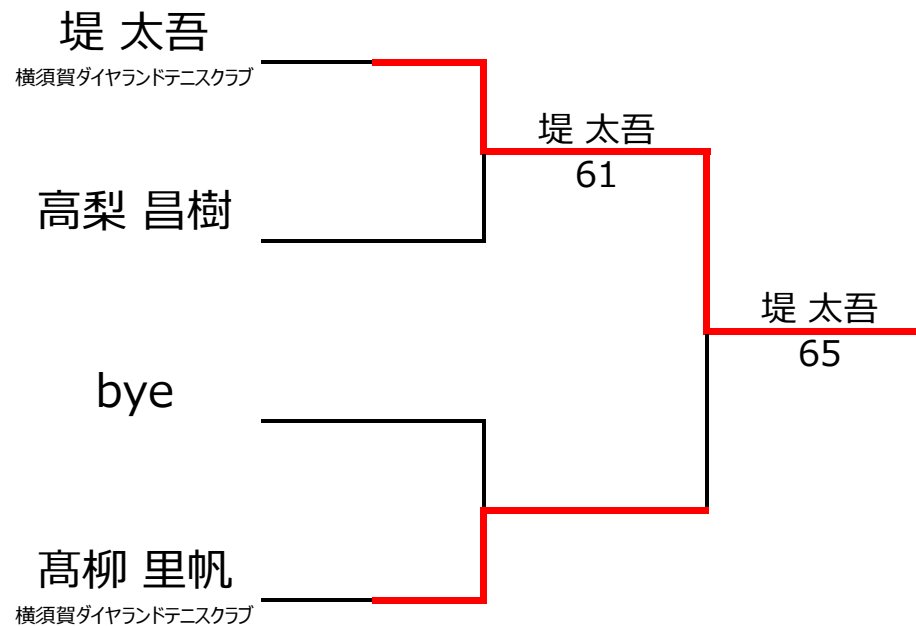 堤 太吾
横須賀ダイヤランドテニスクラブ
堤 太吾
61
高梨 昌樹
堤 太吾
65
bye
髙柳 里帆
横須賀ダイヤランドテニスクラブ